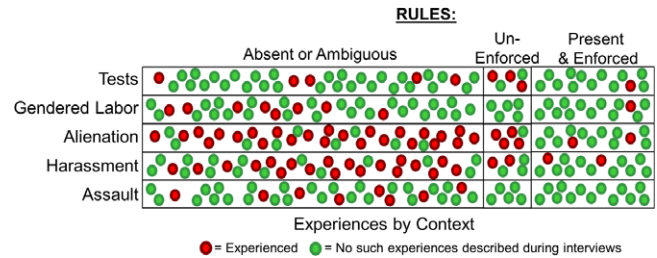 RULES:
Absent or Ambiguous
Un-
Enforced
Present
& Enforced
Tests
Gendered Labor
Alienation
Harassment
Assault
Experiences by Context
= Experienced
= No such experiences described during interviews